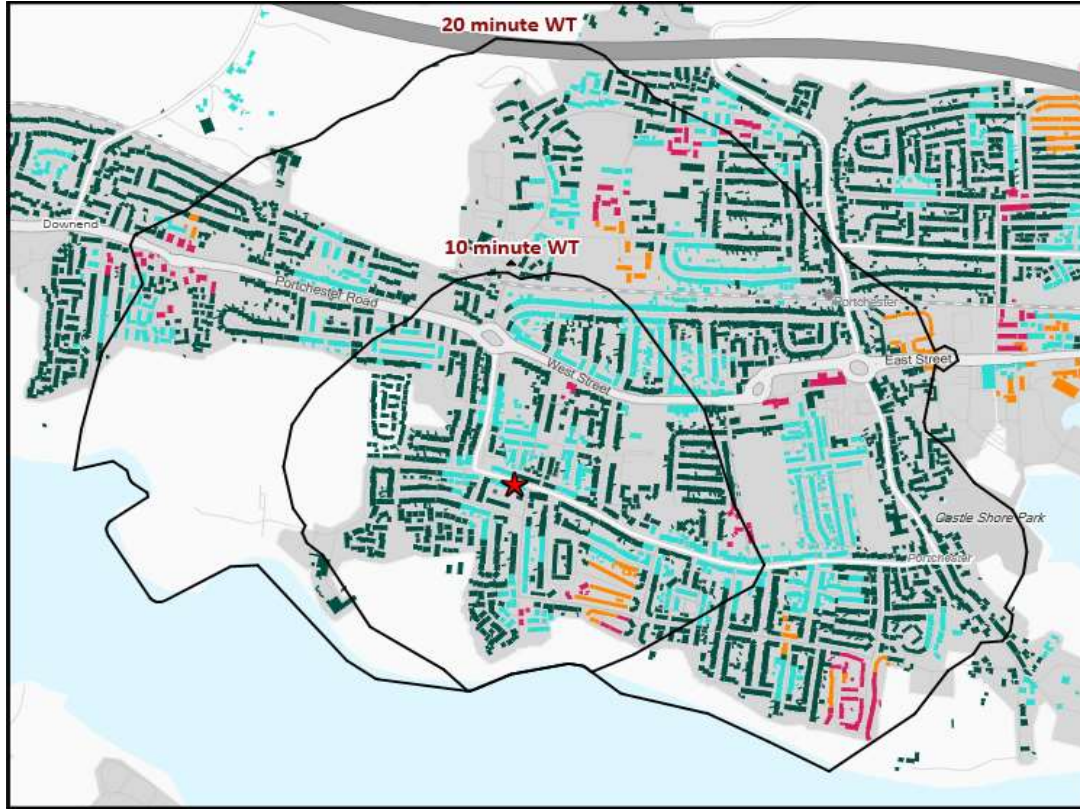 20 minute WT
Downend
10 minute WT
Portchester Road
Portchester
West Street
East Street
Castle Shore Park
Portchester